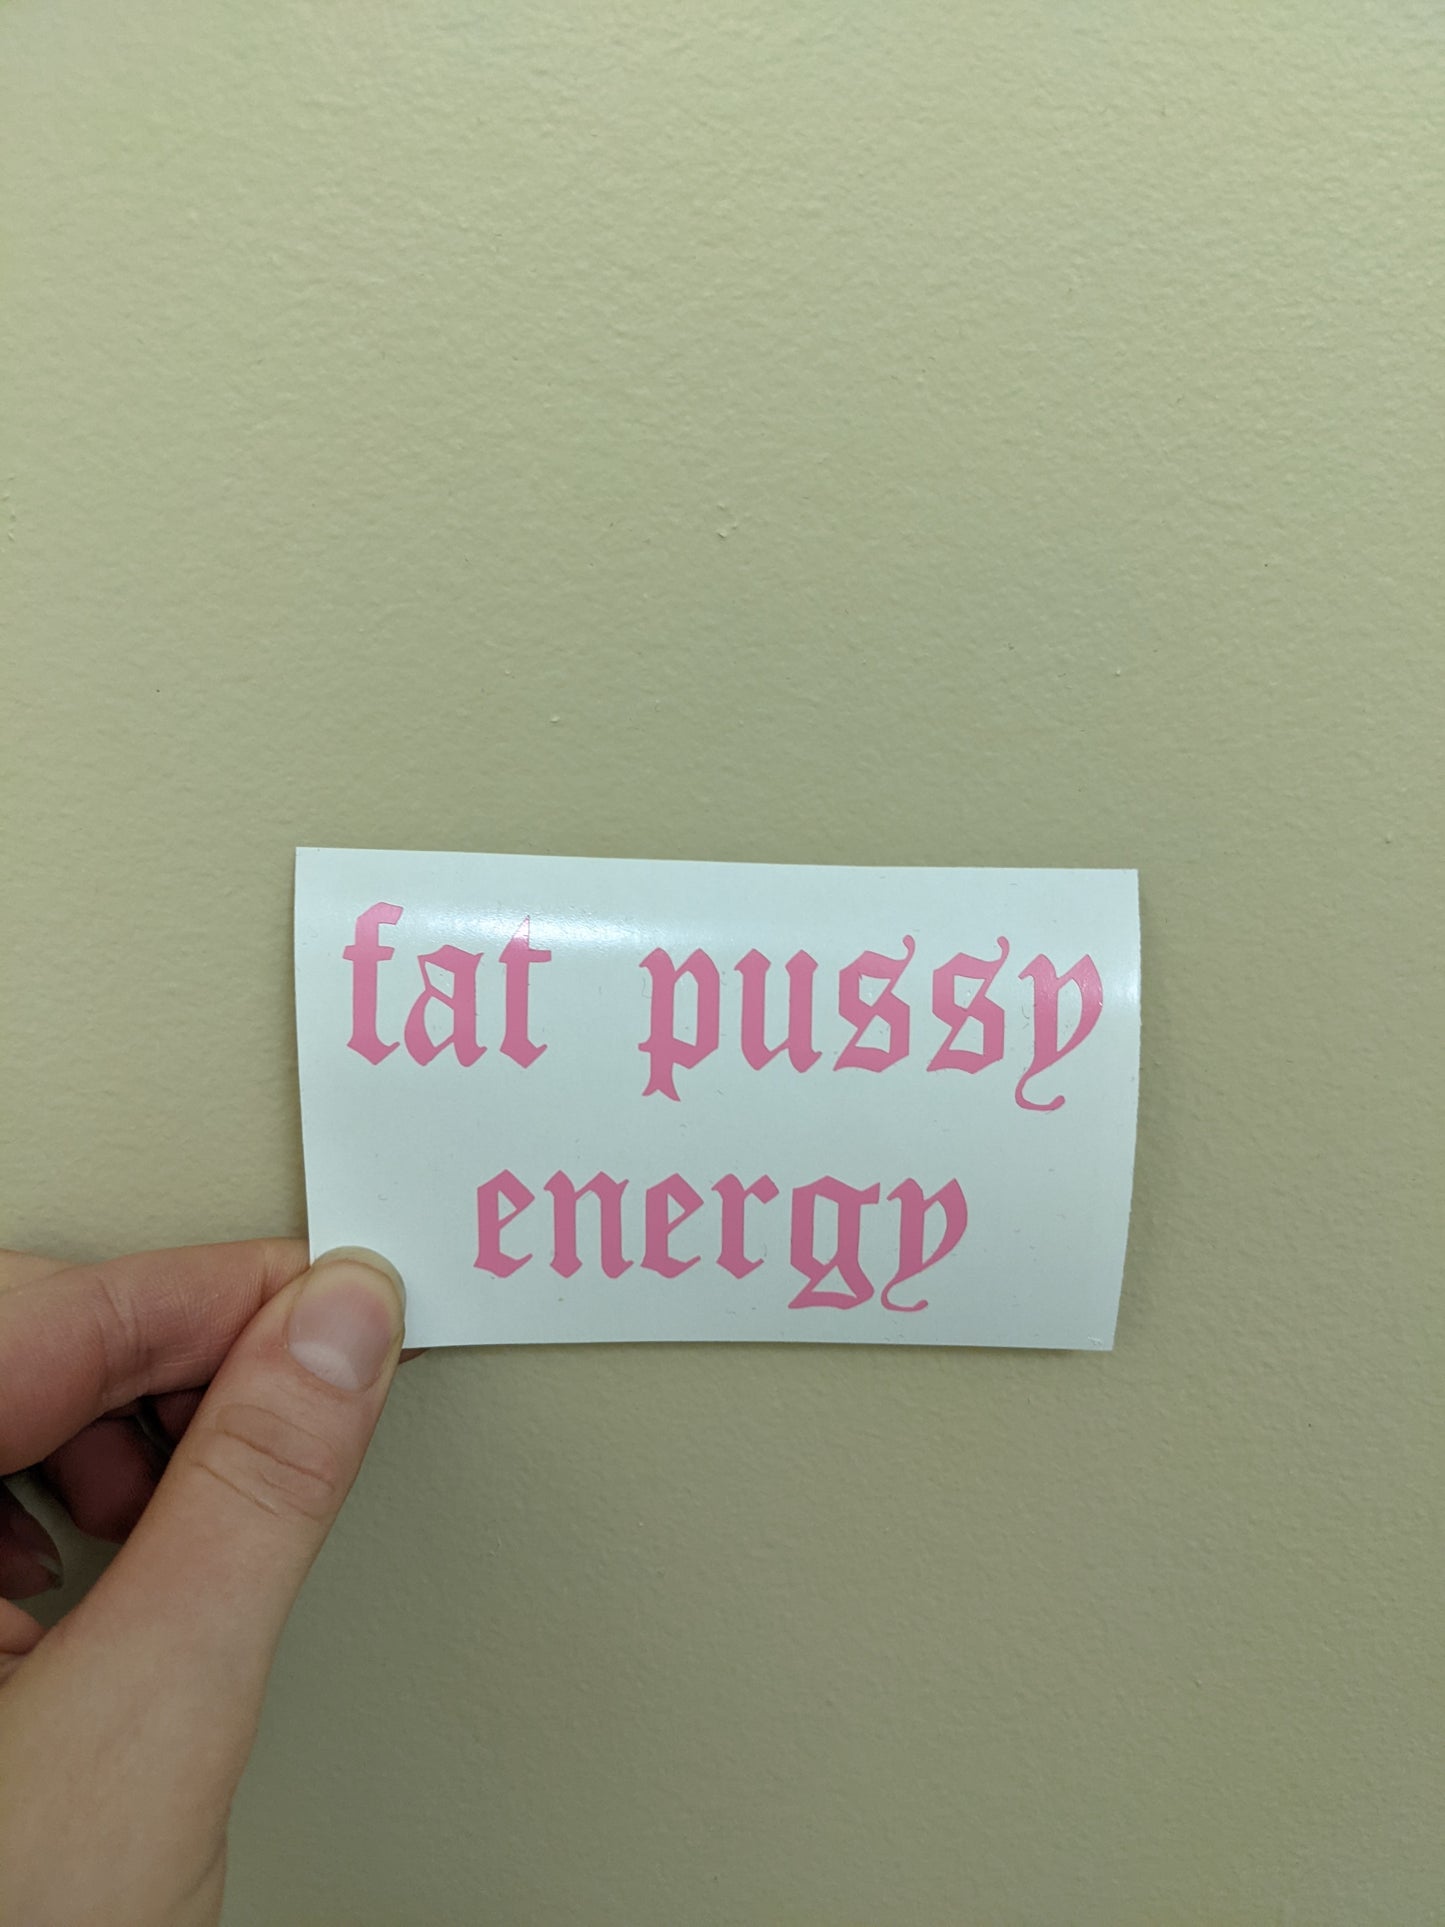 fat pussy
energy